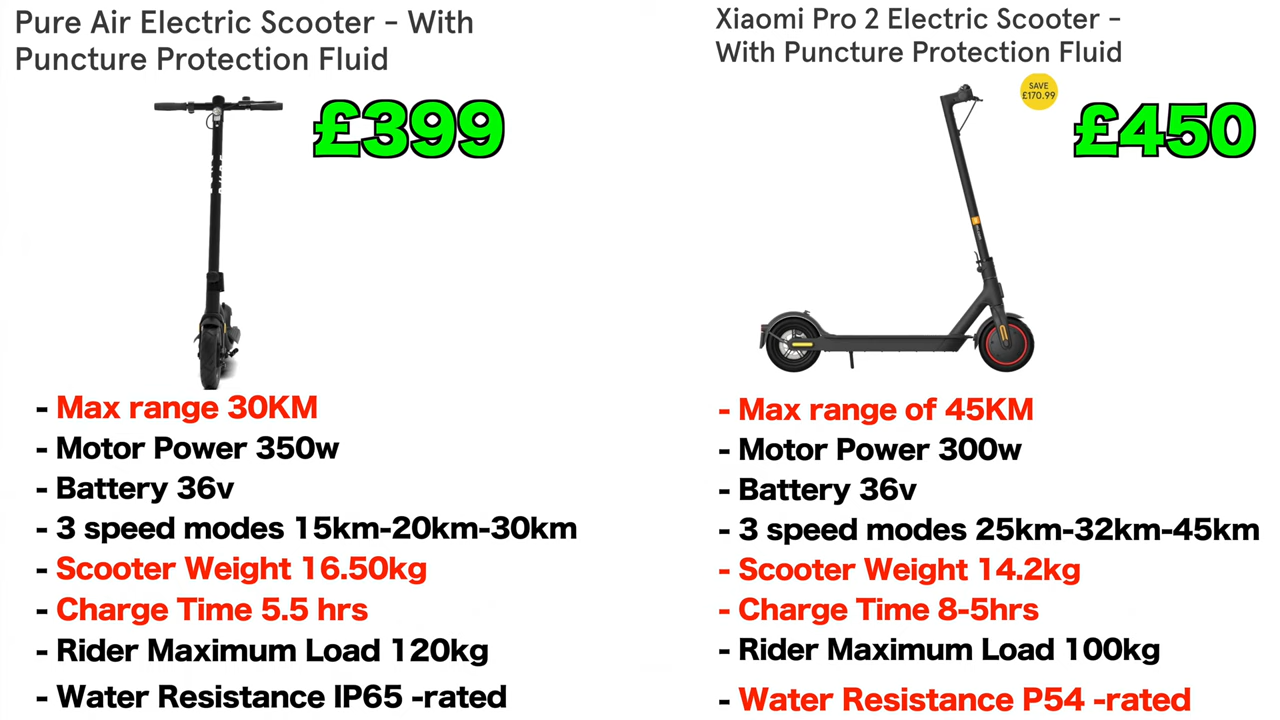 Pure Air Electric Scooter - With
Puncture Protection Fluid
£399
- Max range 30KM
- Motor Power 350w
- Battery 36v
- 3 speed modes 15km-20km-30km
- Scooter Weight 16.50kg
- Charge Time 5.5 hrs
- Rider Maximum Load 120kg
- Water Resistance IP65 -rated
Xiaomi Pro 2 Electric Scooter -
With Puncture Protection Fluid
SAVE
£170.99
£450
- Max range of 45KM
- Motor Power 300w
- Battery 36v
- 3 speed modes 25km-32km-45km
- Scooter Weight 14.2kg
- Charge Time 8-5hrs
- Rider Maximum Load 100kg
- Water Resistance P54 -rated